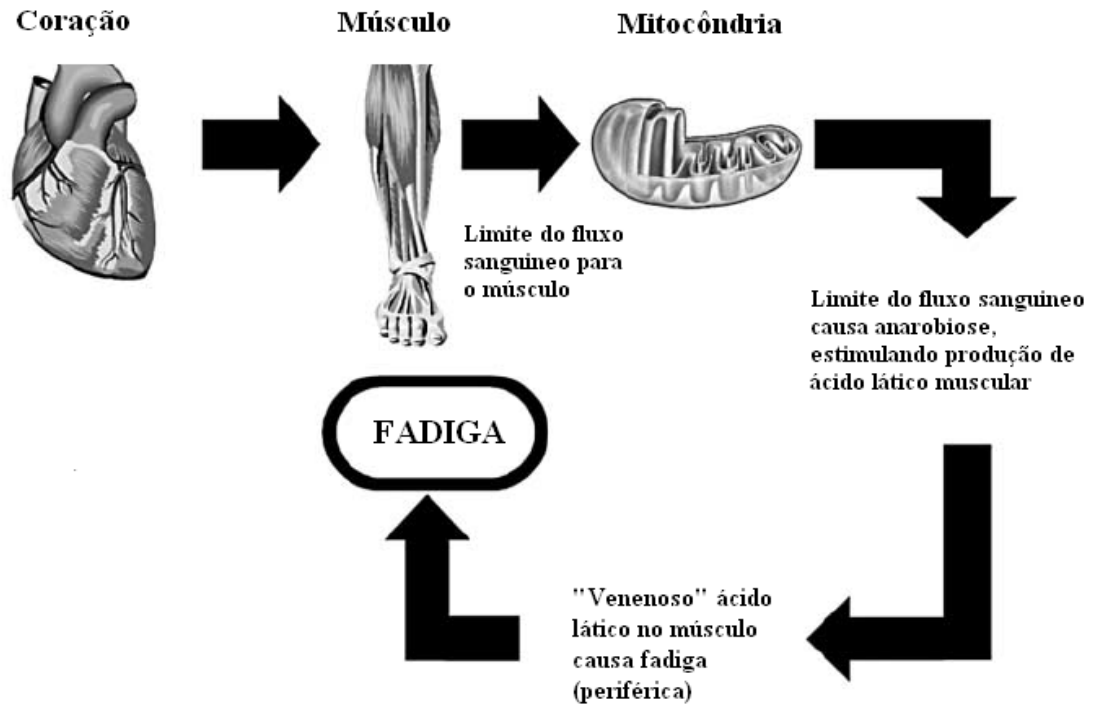 Coração
Músculo
Mitocôndria
Limite do fluxo
sanguineo para
o músculo
Limite do fluxo sanguineo
causa anarobiose,
estimulando produção de
ácido lático muscular
FADIGA
"Venenoso" ácido
lático no músculo
causa fadiga
(periférica)